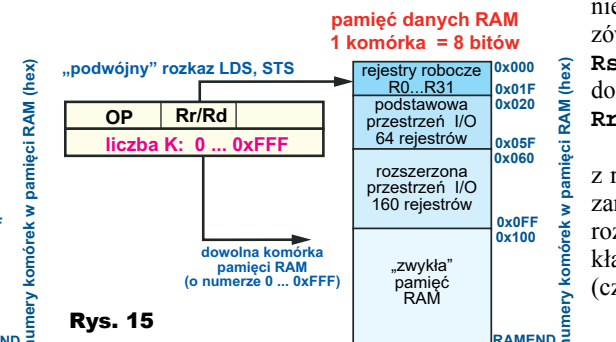 pamięć danych RAM
1 komórka = 8 bitów
„podwójny” rozkaz LDS, STS
OP Rr/Rd
liczba K: 0 ... 0xFFF
dowolna komórka
pamięci RAM
(o numerze 0 ... 0xFFF)
Rys. 15
rejestry robocze
R0...R31
podstawowa
przestrzeń I/O
64 rejestrów
rozszerzona
przestrzeń I/O
160 rejestrów
„zwykła”
pamięć
RAM
0x000
0x01F
0x020
0x05F
0x060
0x0FF
0x100
RAMEND
numery komórek w pamięci RAM (hex)
numery komórek w pamięci RAM (hex)
ND
nie
zów
Rs
do
Rr
z r
zar
roz
kła
(cz